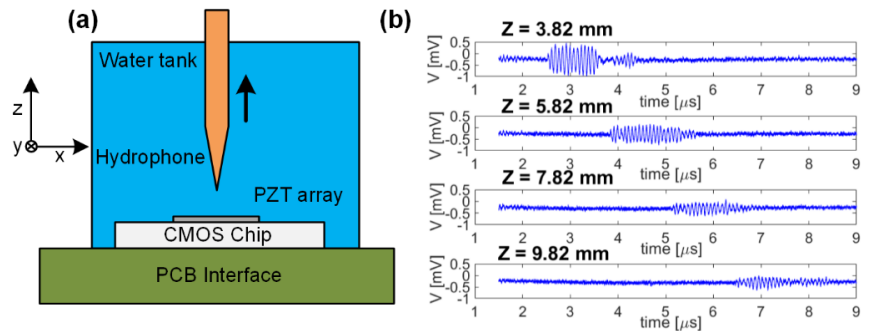 (a)
Water tank
z
y
x
Hydrophone
PZT array
CMOS Chip
PCB Interface
(b)
Z = 3.82 mm
V [mV]
0.5
-0.5
-1
1 2 3 4 5 6 7 8 9
time [μs]
Z = 5.82 mm
V [mV]
0.5
-0.5
-1
1 2 3 4 5 6 7 8 9
time [μs]
Z = 7.82 mm
V [mV]
0.5
-0.5
-1
1 2 3 4 5 6 7 8 9
time [μs]
Z = 9.82 mm
V [mV]
0.5
-0.5
-1
1 2 3 4 5 6 7 8 9
time [μs]